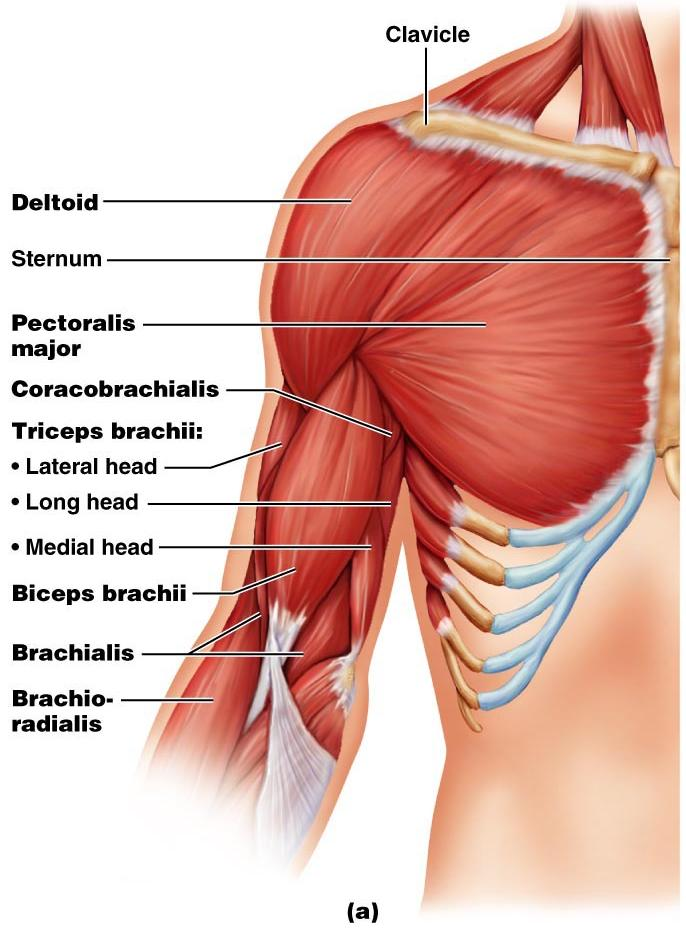 Clavicle
Deltoid
Sternum
Pectoralis
major
Coracobrachialis
Triceps brachii:
• Lateral head
• Long head
• Medial head
Biceps brachii
Brachialis
Brachio-
radialis
(a)